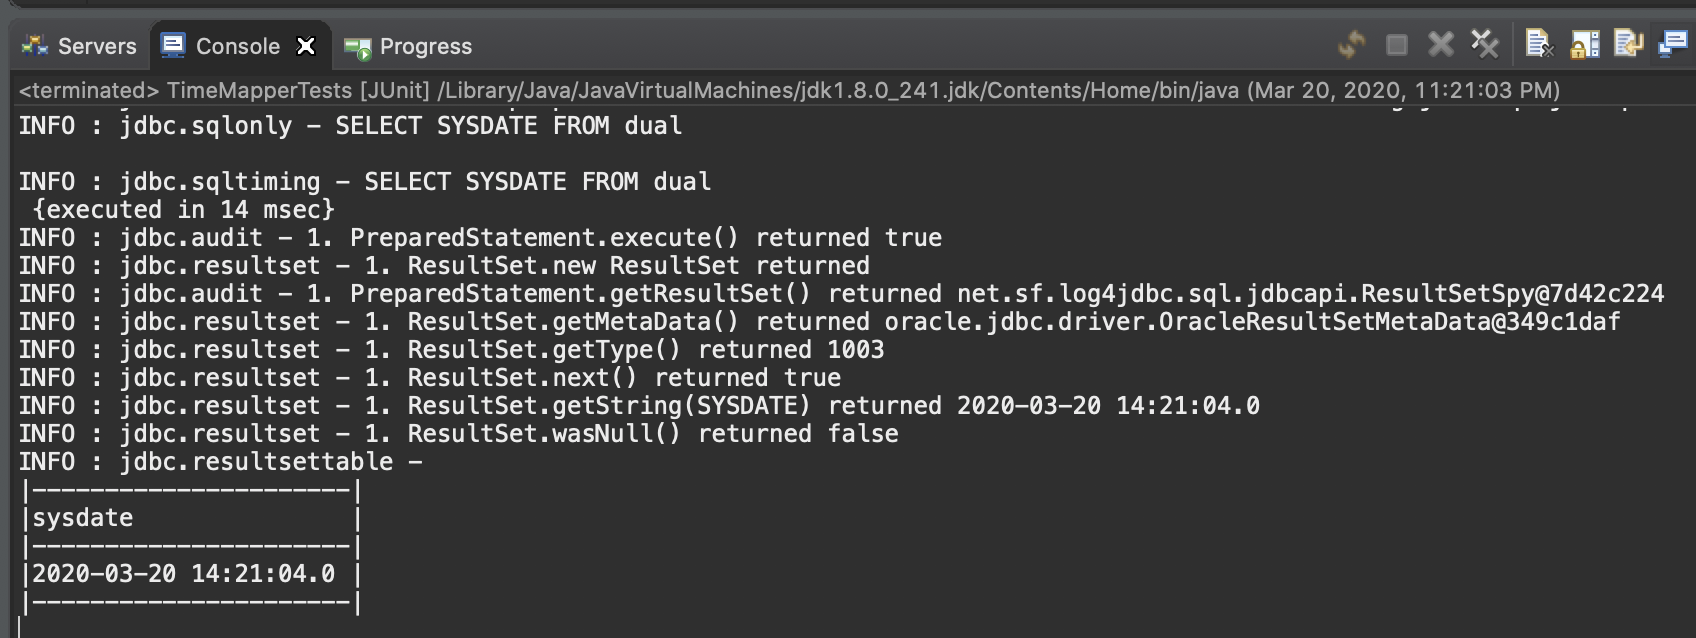 Servers Console Progress
<terminated> TimeMapperTests [JUnit] /Library/Java/JavaVirtualMachines/jdk1.8.0_241.jdk/Contents/Home/bin/java (Mar 20, 2020, 11:21:03 PM)
INFO : jdbc.sqlonly - SELECT SYSDATE FROM dual
INFO : jdbc.sqltiming - SELECT SYSDATE FROM dual
{executed in 14 msec}
INFO : jdbc.audit - 1. PreparedStatement.execute() returned true
INFO : jdbc.resultset - 1. ResultSet.new ResultSet returned
INFO : jdbc.audit - 1. PreparedStatement.getResultSet() returned net.sf.log4jdbc.sql.jdbcapi.ResultSetSpy@7d42c224
INFO : jdbc.resultset - 1. ResultSet.getMetaData() returned oracle.jdbc.driver.OracleResultSetMetaData@349c1daf
INFO : jdbc.resultset - 1. ResultSet.getType() returned 1003
INFO : jdbc.resultset - 1. ResultSet.next() returned true
INFO : jdbc.resultset - 1. ResultSet.getString(SYSDATE) returned 2020-03-20 14:21:04.0
INFO : jdbc.resultset - 1. ResultSet.wasNull() returned false
INFO : jdbc.resultsettable -
|----------------------|
|sysdate               |
|----------------------|
|2020-03-20 14:21:04.0 |
|----------------------|